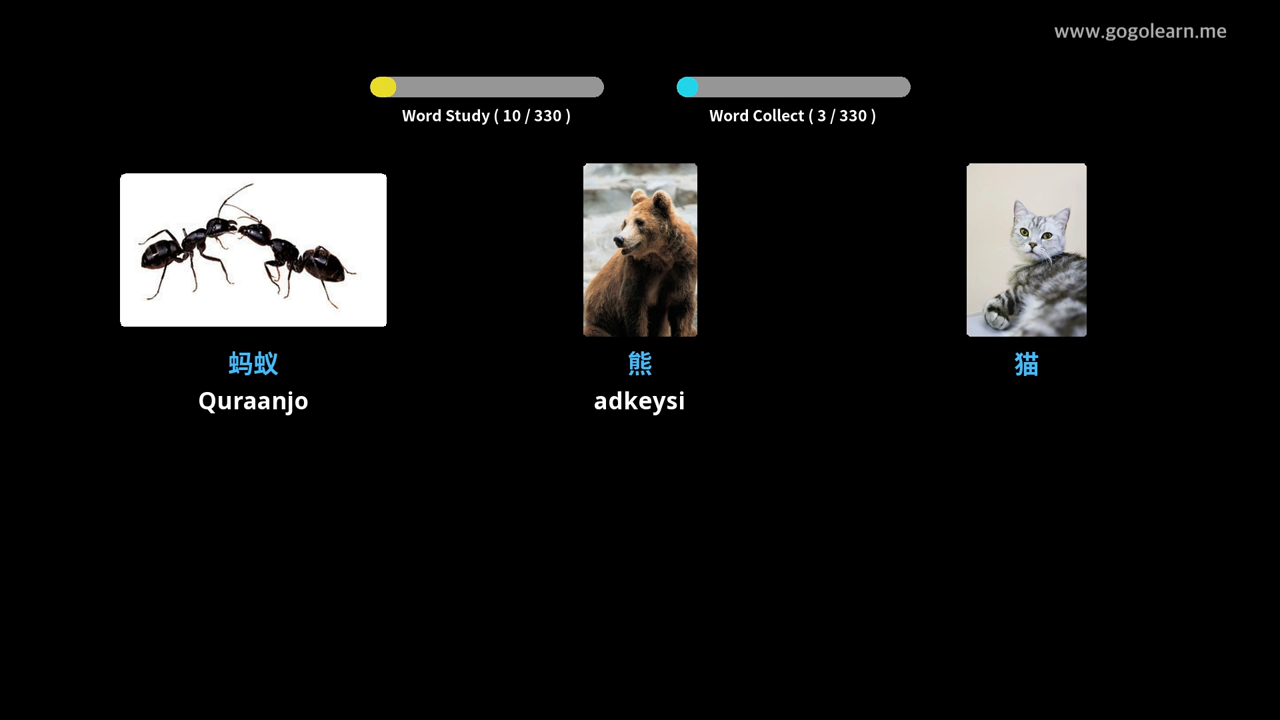 www.gogolearn.me
Word Study ( 10 / 330 )
Word Collect ( 3 / 330 )
蚂蚁
熊
猫
Quraanjo
adkeysi